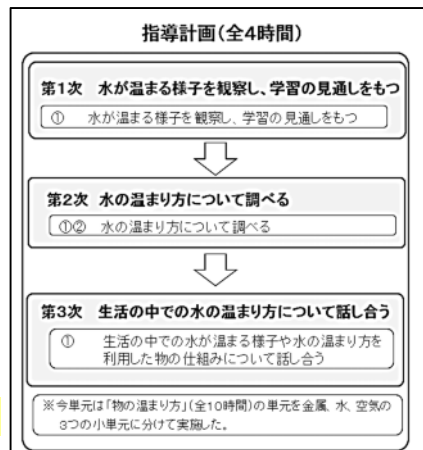 指導計画(全4時間)
第1次 水が温まる様子を観察し、学習の見通しをもつ
① 水が温まる様子を観察し、学習の見通しをもつ
第2次 水の温まり方について調べる
①② 水の温まり方について調べる
第3次 生活の中での水の温まり方について話し合う
① 生活の中での水が温まる様子や水の温まり方を
利用した物の仕組みについて話し合う
※今単元は「物の温まり方」(全10時間)の単元を金属、水、空気の
3つの小単元に分けて実施した。